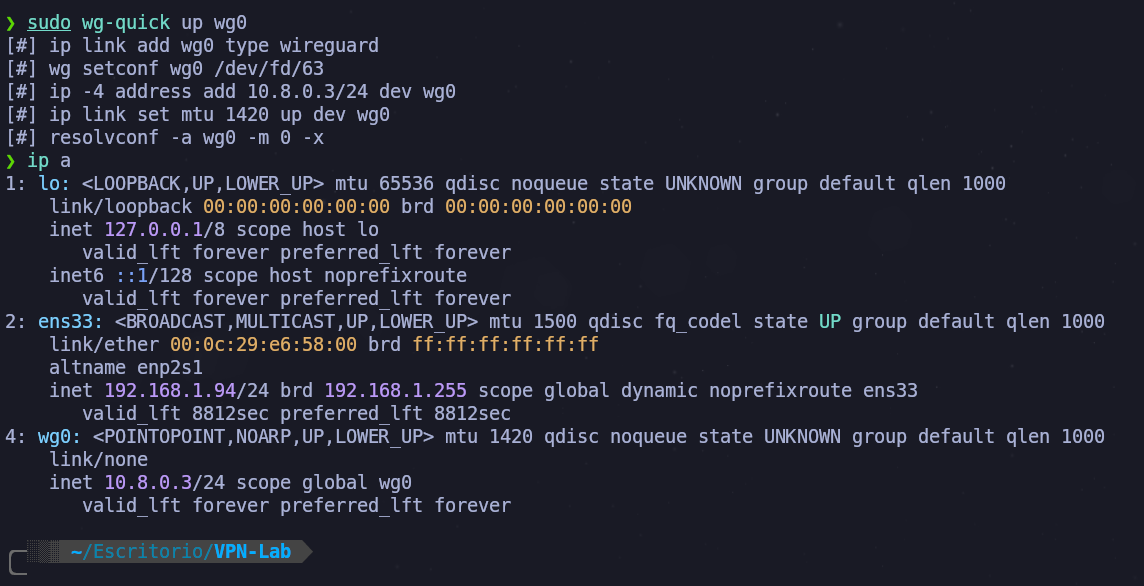 ❯ sudo wg-quick up wg0
[#] ip link add wg0 type wireguard
[#] wg setconf wg0 /dev/fd/63
[#] ip -4 address add 10.8.0.3/24 dev wg0
[#] ip link set mtu 1420 up dev wg0
[#] resolvconf -a wg0 -m 0 -x
❯ ip a
1: lo: <LOOPBACK,UP,LOWER_UP> mtu 65536 qdisc noqueue state UNKNOWN group default qlen 1000
    link/loopback 00:00:00:00:00:00 brd 00:00:00:00:00:00
    inet 127.0.0.1/8 scope host lo
       valid_lft forever preferred_lft forever
    inet6 ::1/128 scope host noprefixroute
       valid_lft forever preferred_lft forever
2: ens33: <BROADCAST,MULTICAST,UP,LOWER_UP> mtu 1500 qdisc fq_codel state UP group default qlen 1000
    link/ether 00:0c:29:e6:58:00 brd ff:ff:ff:ff:ff:ff
    altname enp2s1
    inet 192.168.1.94/24 brd 192.168.1.255 scope global dynamic noprefixroute ens33
       valid_lft 8812sec preferred_lft 8812sec
4: wg0: <POINTOPOINT,NOARP,UP,LOWER_UP> mtu 1420 qdisc noqueue state UNKNOWN group default qlen 1000
    link/none
    inet 10.8.0.3/24 scope global wg0
       valid_lft forever preferred_lft forever
~/Escritorio/VPN-Lab